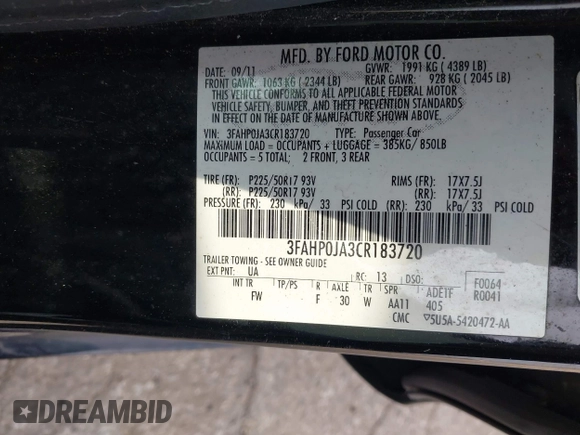 MFD. BY FORD MOTOR CO.
DATE: 09/11 GVWR: 1991 KG ( 4389 LB)
FRONT GAWR: 1063 KG ( 2344 LB) REAR GAWR: 928 KG ( 2045 LB)
THIS VEHICLE CONFORMS TO ALL APPLICABLE FEDERAL MOTOR
VEHICLE SAFETY, BUMPER, AND THEFT PREVENTION STANDARDS
IN EFFECT ON THE DATE OF MANUFACTURE SHOWN ABOVE.
VIN: 3FAHP0JA3CR183720 TYPE: Passenger Car
MAXIMUM LOAD = OCCUPANTS + LUGGAGE = 385KG/850LB
OCCUPANTS = 5 TOTAL; 2 FRONT, 3 REAR
TIRE (FR): P225/50R17 93V RIMS (FR): 17X7.5J
(RR): P225/50R17 93V (RR): 17X7.5J
PRESSURE (FR): 230 kPa/ 33 PSI COLD (RR): 230 kPa/ 33 PSI COLD
3FAHP0JA3CR183720
TRAILER TOWING - SEE OWNER GUIDE
EXT PNT: UA RC: 13 DSO: F0064
INT TR TP/PS R AXLE TR SPR ADETF R0041
FW F 30 W AA11 405
CMC 5U5A-5420472-AA
DREAMBID